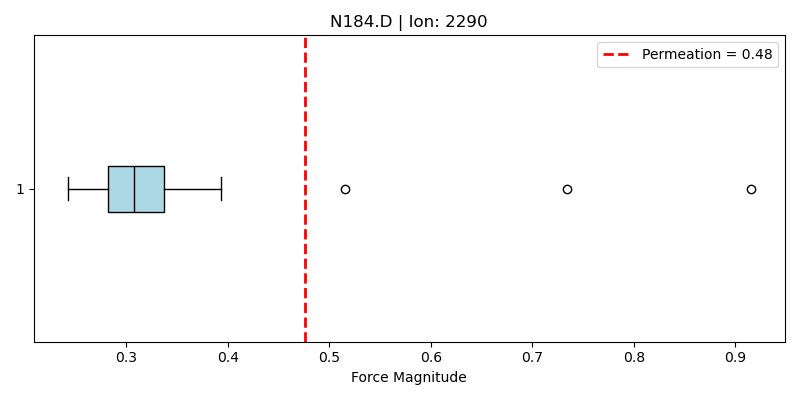 N184.D | Ion: 2290
Permeation = 0.48
1
0.3 0.4 0.5 0.6 0.7 0.8 0.9
Force Magnitude